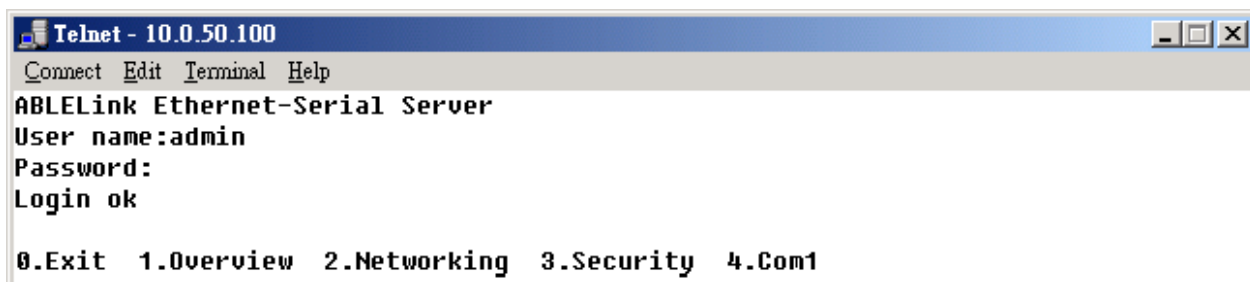 Telnet - 10.0.50.100
Connect Edit Terminal Help
ABLELink Ethernet-Serial Server
User name:admin
Password:
Login ok
0.Exit 1.Overview 2.Networking 3.Security 4.Com1